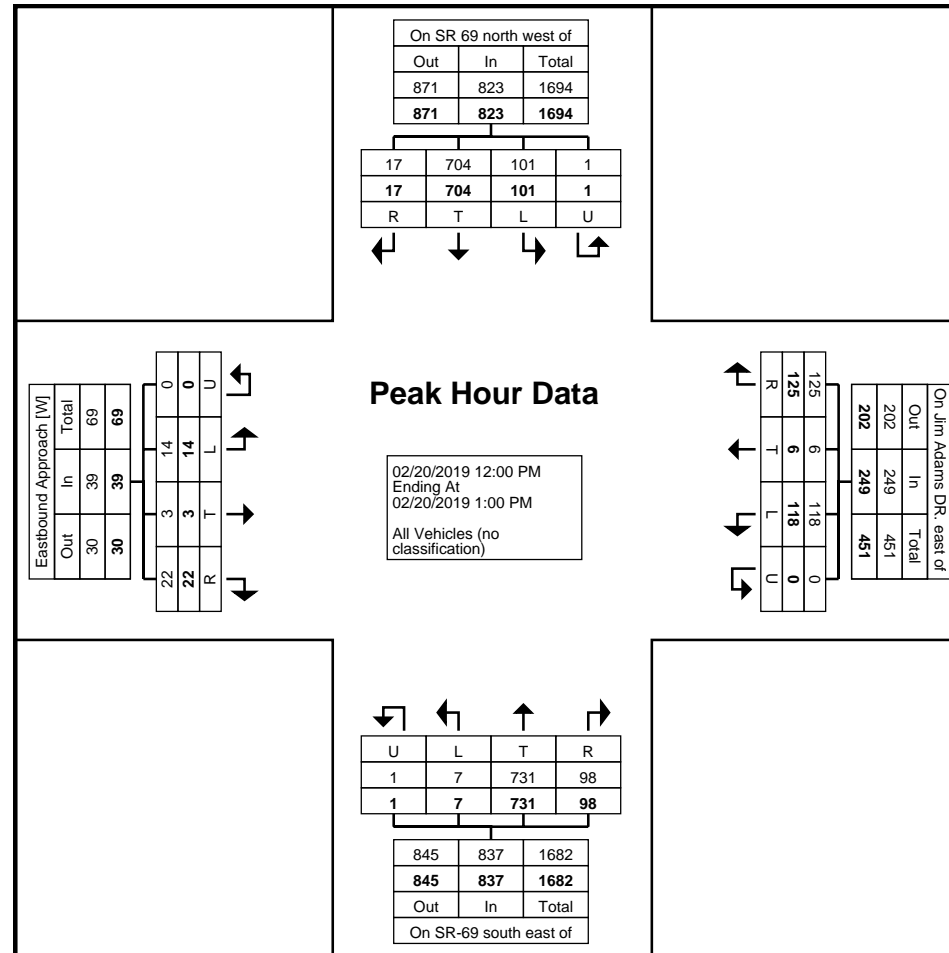 On SR 69 north west of
Out In Total
871 823 1694
871 823 1694
17 704 101 1
17 704 101 1
R T L U
Peak Hour Data
02/20/2019 12:00 PM
Ending At
02/20/2019 1:00 PM
All Vehicles (no
classification)
Eastbound Approach [W]
Out In Total
30 39 69
30 39 69
22 3 14 0
22 3 14 0
R T L U
On Jim Adams DR. east of
Out In Total
202 249 451
202 249 451
125 6 118 0
125 6 118 0
R T L U
U L T R
1 7 731 98
1 7 731 98
845 837 1682
845 837 1682
Out In Total
On SR-69 south east of